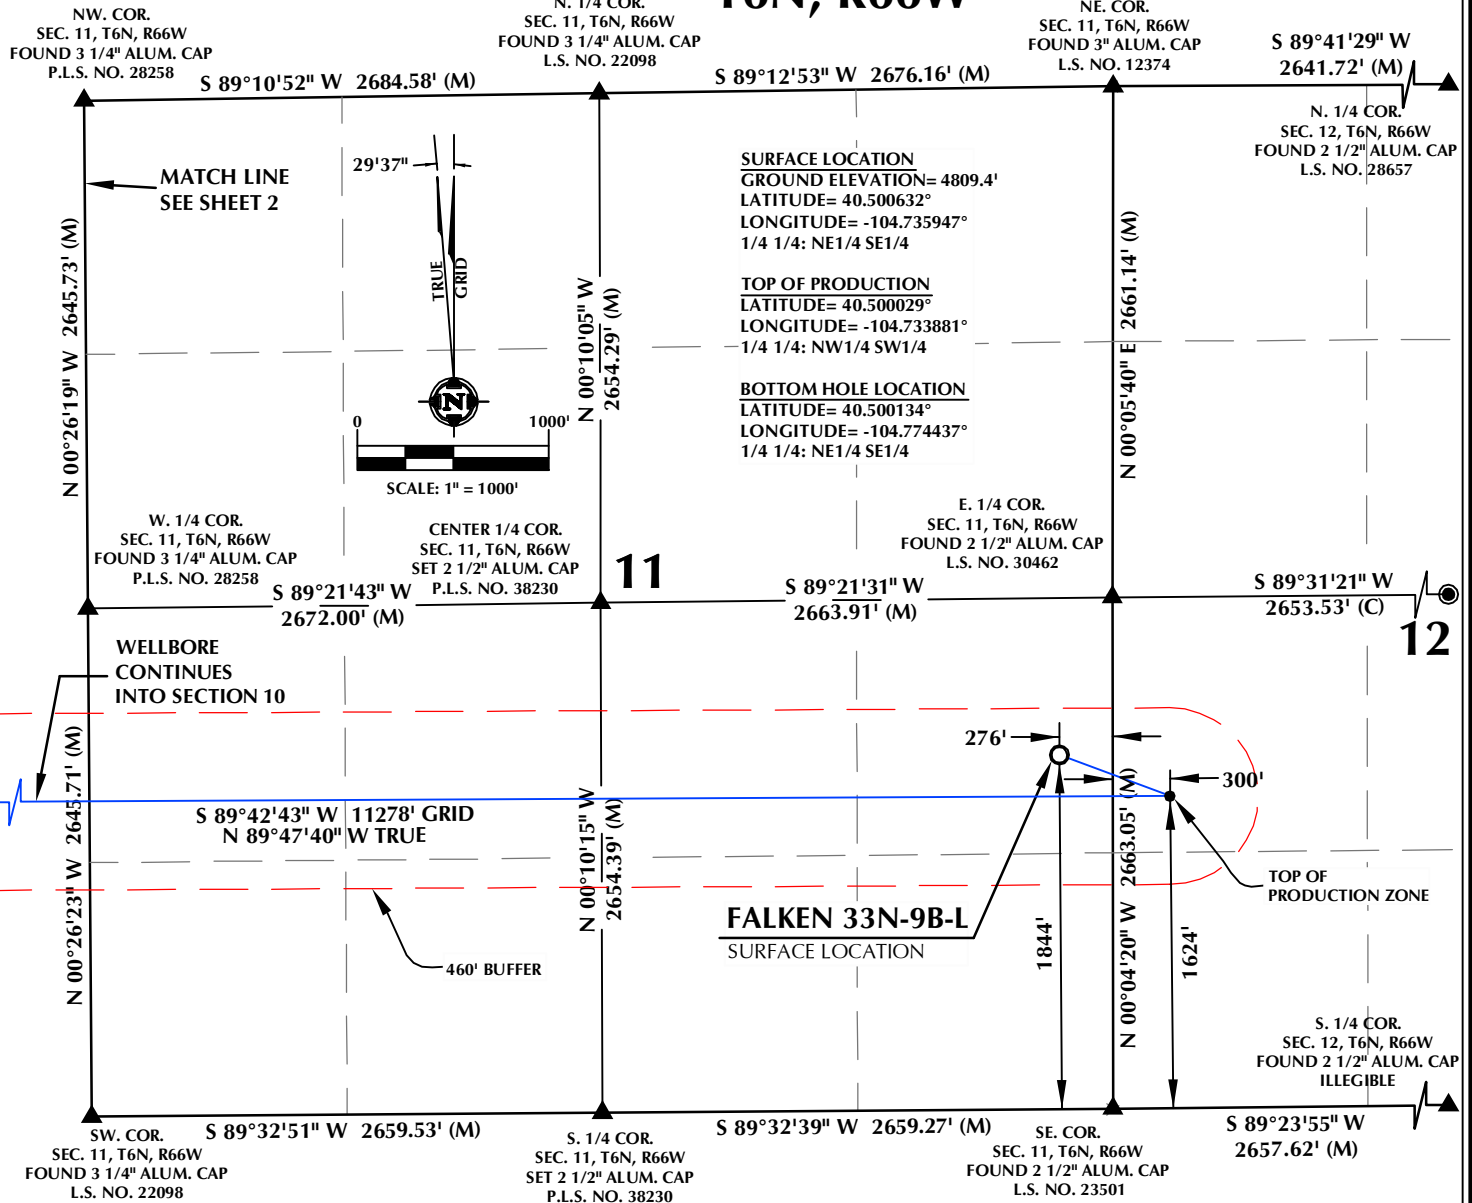 T6N, R66W
NW. COR.
SEC. 11, T6N, R66W
FOUND 3 1/4" ALUM. CAP
P.L.S. NO. 28258
N. 1/4 COR.
SEC. 11, T6N, R66W
FOUND 3 1/4" ALUM. CAP
L.S. NO. 22098
NE. COR.
SEC. 11, T6N, R66W
FOUND 3" ALUM. CAP
L.S. NO. 12374
S 89°41'29" W
2641.72' (M)
S 89°10'52" W 2684.58' (M)
S 89°12'53" W 2676.16' (M)
N. 1/4 COR.
SEC. 12, T6N, R66W
FOUND 2 1/2" ALUM. CAP
L.S. NO. 28657
MATCH LINE
SEE SHEET 2
29'37"
TRUE
GRID
N
0
1000'
SCALE: 1" = 1000'
SURFACE LOCATION
GROUND ELEVATION= 4809.4'
LATITUDE= 40.500632°
LONGITUDE= -104.735947°
1/4 1/4: NE1/4 SE1/4
TOP OF PRODUCTION
LATITUDE= 40.500029°
LONGITUDE= -104.733881°
1/4 1/4: NW1/4 SW1/4
BOTTOM HOLE LOCATION
LATITUDE= 40.500134°
LONGITUDE= -104.774437°
1/4 1/4: NE1/4 SE1/4
N 00°26'19" W 2645.73' (M)
N 00°10'05" W
2654.29' (M)
N 00°05'40" E 2661.14' (M)
W. 1/4 COR.
SEC. 11, T6N, R66W
FOUND 3 1/4" ALUM. CAP
P.L.S. NO. 28258
CENTER 1/4 COR.
SEC. 11, T6N, R66W
SET 2 1/2" ALUM. CAP
P.L.S. NO. 38230
11
E. 1/4 COR.
SEC. 11, T6N, R66W
FOUND 2 1/2" ALUM. CAP
L.S. NO. 30462
S 89°21'43" W
2672.00' (M)
S 89°21'31" W
2663.91' (M)
S 89°31'21" W
2653.53' (C)
12
WELLBORE
CONTINUES
INTO SECTION 10
276'
300'
S 89°42'43" W 11278' GRID
N 89°47'40" W TRUE
N 00°26'23" W 2645.71' (M)
N 00°10'15" W
2654.39' (M)
N 00°04'20" W 2663.05' (M)
TOP OF
PRODUCTION ZONE
FALKEN 33N-9B-L
SURFACE LOCATION
1844'
1624'
460' BUFFER
S. 1/4 COR.
SEC. 12, T6N, R66W
FOUND 2 1/2" ALUM. CAP
ILLEGIBLE
S 89°32'51" W 2659.53' (M)
S 89°32'39" W 2659.27' (M)
S 89°23'55" W
2657.62' (M)
SW. COR.
SEC. 11, T6N, R66W
FOUND 3 1/4" ALUM. CAP
L.S. NO. 22098
S. 1/4 COR.
SEC. 11, T6N, R66W
SET 2 1/2" ALUM. CAP
P.L.S. NO. 38230
SE. COR.
SEC. 11, T6N, R66W
FOUND 2 1/2" ALUM. CAP
L.S. NO. 23501